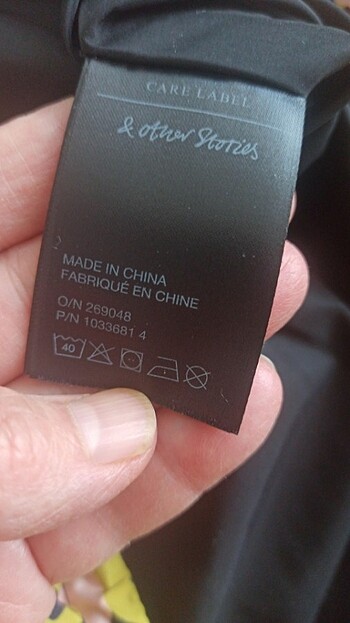 CARE LABEL
& other Stories
MADE IN CHINA
FABRIQUÉ EN CHINE
O/N 269048
P/N 1033681 4
40